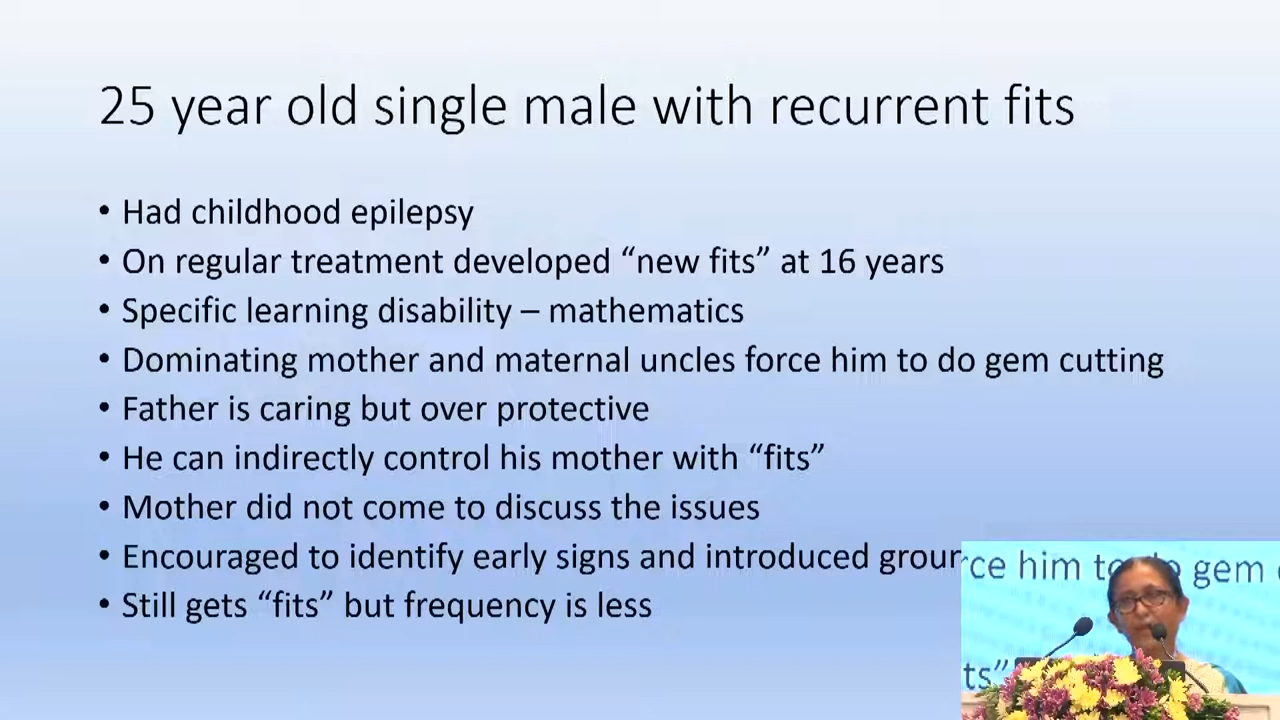 25 year old single male with recurrent fits
• Had childhood epilepsy
• On regular treatment developed “new fits” at 16 years
• Specific learning disability – mathematics
• Dominating mother and maternal uncles force him to do gem cutting
• Father is caring but over protective
• He can indirectly control his mother with “fits”
• Mother did not come to discuss the issues
• Encouraged to identify early signs and introduced
• Still gets “fits” but frequency is less
him to do gem